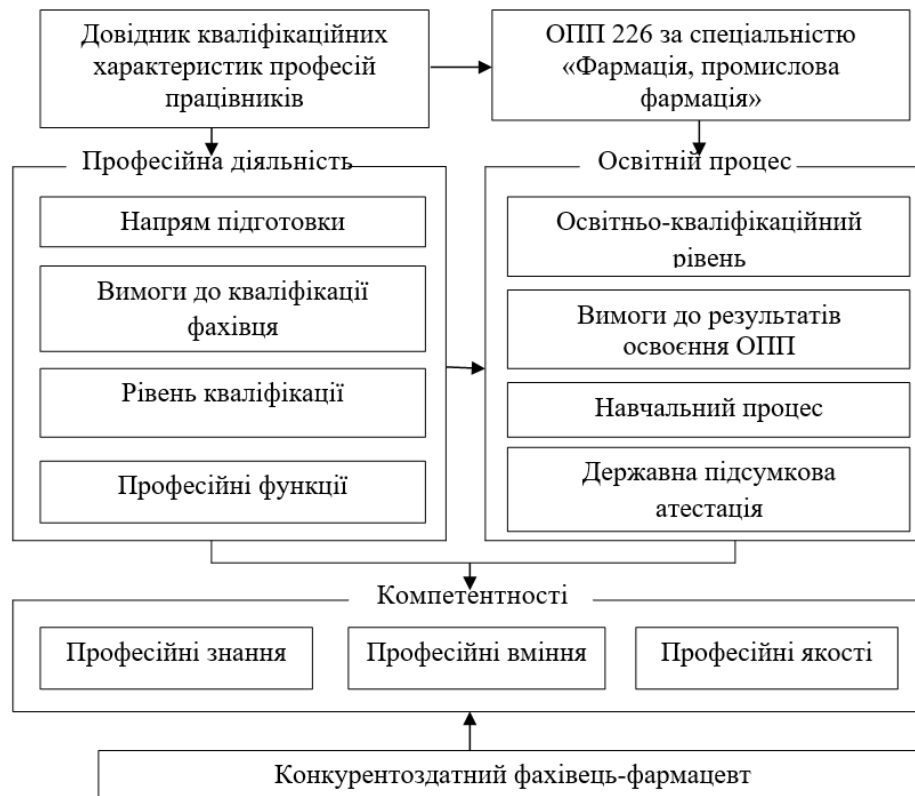 Довідник кваліфікаційних
характеристик професій
працівників
ОПП 226 за спеціальністю
«Фармація, промислова
фармація»
Професійна діяльність
Напрям підготовки
Вимоги до кваліфікації
фахівця
Рівень кваліфікації
Професійні функції
Освітній процес
Освітньо-кваліфікаційний
рівень
Вимоги до результатів
освоєння ОПП
Навчальний процес
Державна підсумкова
атестація
Компетентності
Професійні знання
Професійні вміння
Професійні якості
Конкурентоздатний фахівець-фармацевт